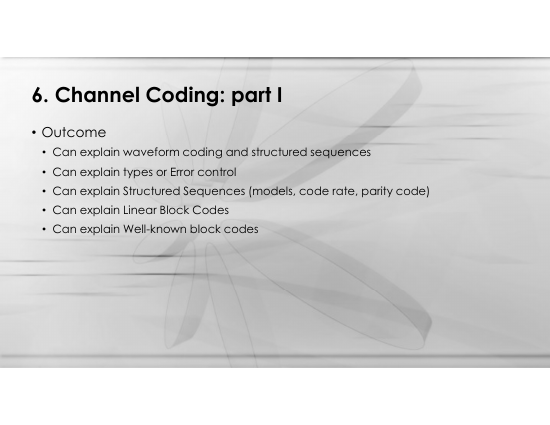 6. Channel Coding: part I
• Outcome
• Can explain waveform coding and structured sequences
• Can explain types or Error control
• Can explain Structured Sequences (models, code rate, parity code)
• Can explain Linear Block Codes
• Can explain Well-known block codes